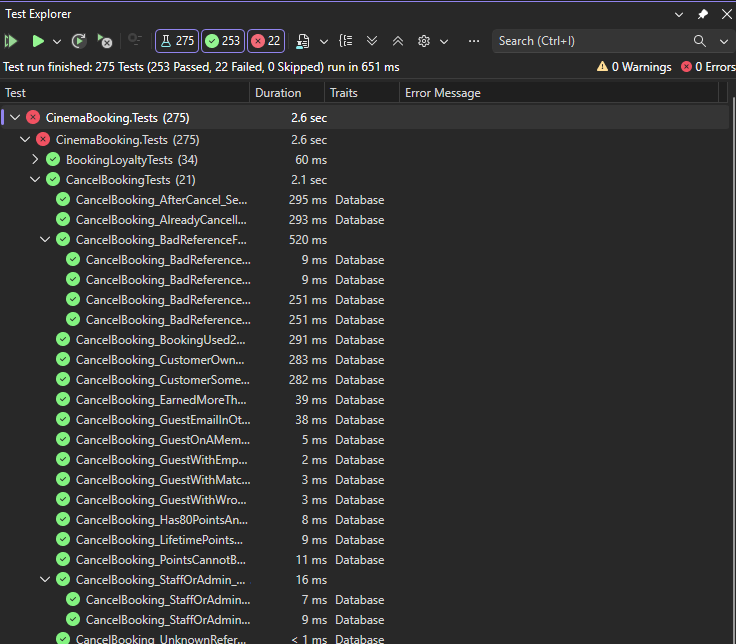 Test Explorer
275 253 22 Search (Ctrl+I)
Test run finished: 275 Tests (253 Passed, 22 Failed, 0 Skipped) run in 651 ms 0 Warnings 0 Errors
Test Duration Traits Error Message
CinemaBooking.Tests (275) 2.6 sec
CinemaBooking.Tests (275) 2.6 sec
BookingLoyaltyTests (34) 60 ms
CancelBookingTests (21) 2.1 sec
CancelBooking_AfterCancel_Se... 295 ms Database
CancelBooking_AlreadyCancell... 293 ms Database
CancelBooking_BadReferenceF... 520 ms
CancelBooking_BadReference... 9 ms Database
CancelBooking_BadReference... 9 ms Database
CancelBooking_BadReference... 251 ms Database
CancelBooking_BadReference... 251 ms Database
CancelBooking_BookingUsed2... 291 ms Database
CancelBooking_CustomerOwn... 283 ms Database
CancelBooking_CustomerSome... 282 ms Database
CancelBooking_EarnedMoreTh... 39 ms Database
CancelBooking_GuestEmailInOt... 38 ms Database
CancelBooking_GuestOnAMem... 5 ms Database
CancelBooking_GuestWithEmp... 2 ms Database
CancelBooking_GuestWithMatc... 3 ms Database
CancelBooking_GuestWithWro... 3 ms Database
CancelBooking_Has80PointsAn... 8 ms Database
CancelBooking_LifetimePoints... 9 ms Database
CancelBooking_PointsCannotB... 11 ms Database
CancelBooking_StaffOrAdmin_... 16 ms
CancelBooking_StaffOrAdmin... 7 ms Database
CancelBooking_StaffOrAdmin... 9 ms Database
CancelBooking_UnknownRefer... < 1 ms Database